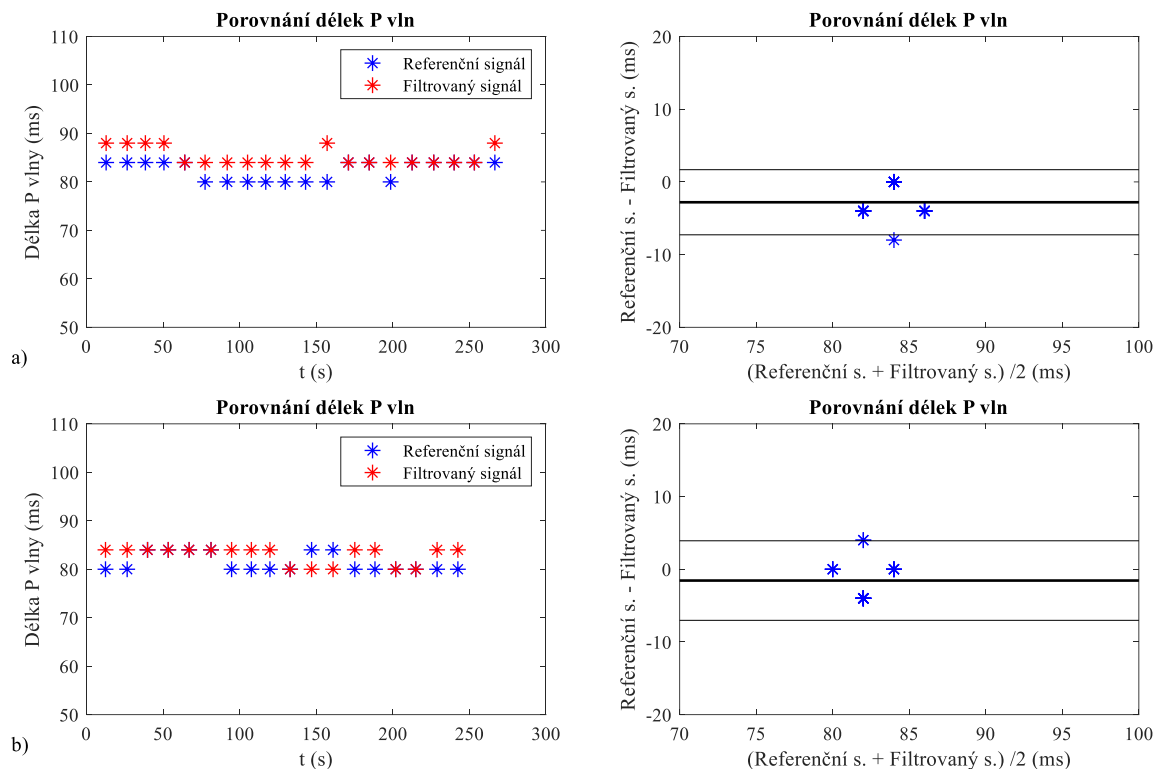 Porovnání délek P vln
110
100
90
80
70
60
50
Délka P vlny (ms)
Referenční signál
Filtrovaný signál
0 50 100 150 200 250 300
t (s)
a)
Porovnání délek P vln
20
10
0
-10
-20
Referenční s. - Filtrovaný s. (ms)
70 75 80 85 90 95 100
(Referenční s. + Filtrovaný s.) /2 (ms)
Porovnání délek P vln
110
100
90
80
70
60
50
Délka P vlny (ms)
Referenční signál
Filtrovaný signál
0 50 100 150 200 250 300
t (s)
b)
Porovnání délek P vln
20
10
0
-10
-20
Referenční s. - Filtrovaný s. (ms)
70 75 80 85 90 95 100
(Referenční s. + Filtrovaný s.) /2 (ms)